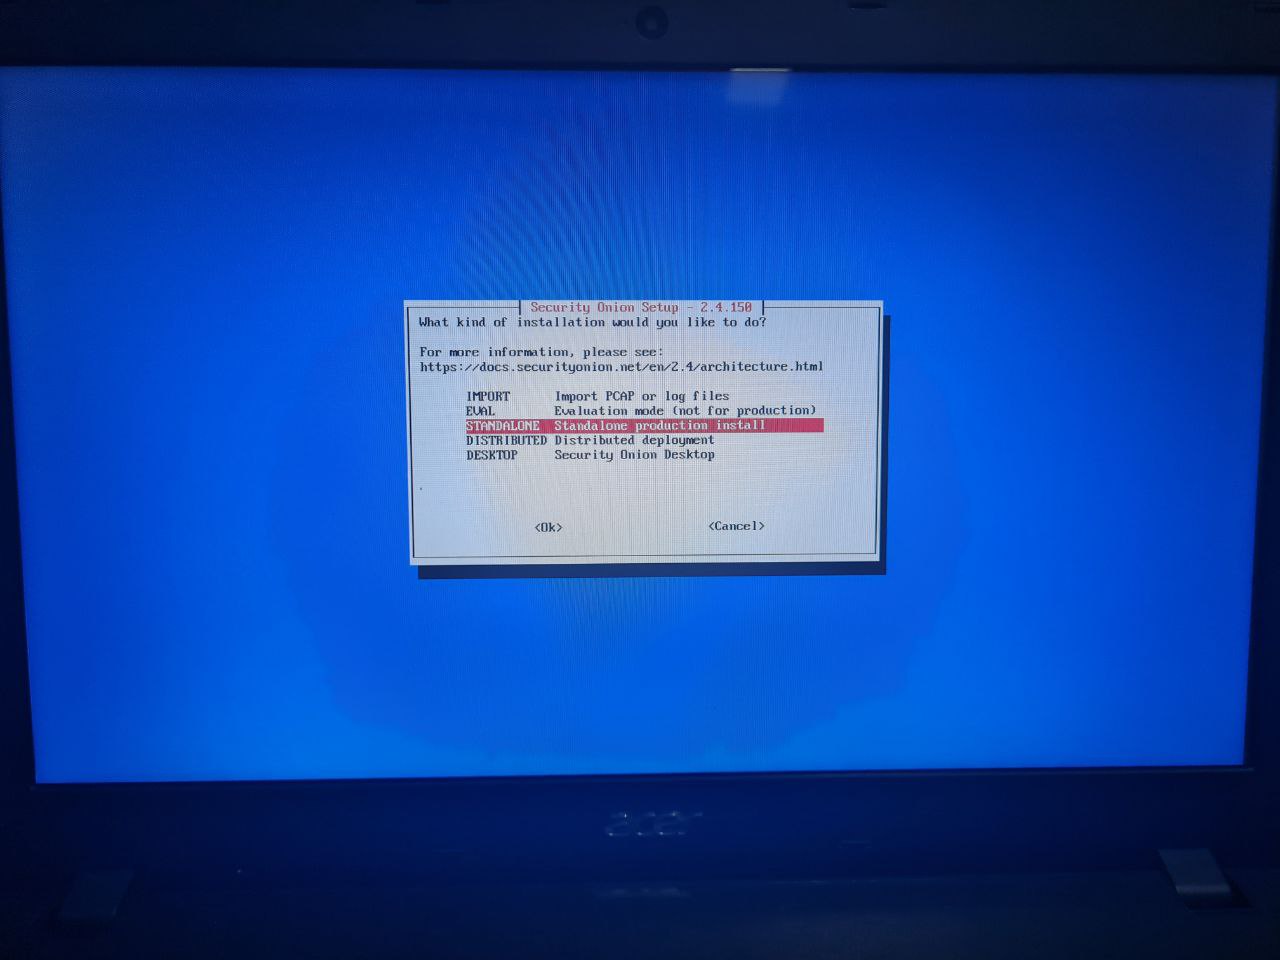 Security Onion Setup - 2.4.150
What kind of installation would you like to do?
For more information, please see:
https://docs.securityonion.net/en/2.4/architecture.html
IMPORT Import PCAP or log files
EVAL Evaluation mode (not for production)
STANDALONE Standalone production install
DISTRIBUTED Distributed deployment
DESKTOP Security Onion Desktop
<Ok> <Cancel>
acer